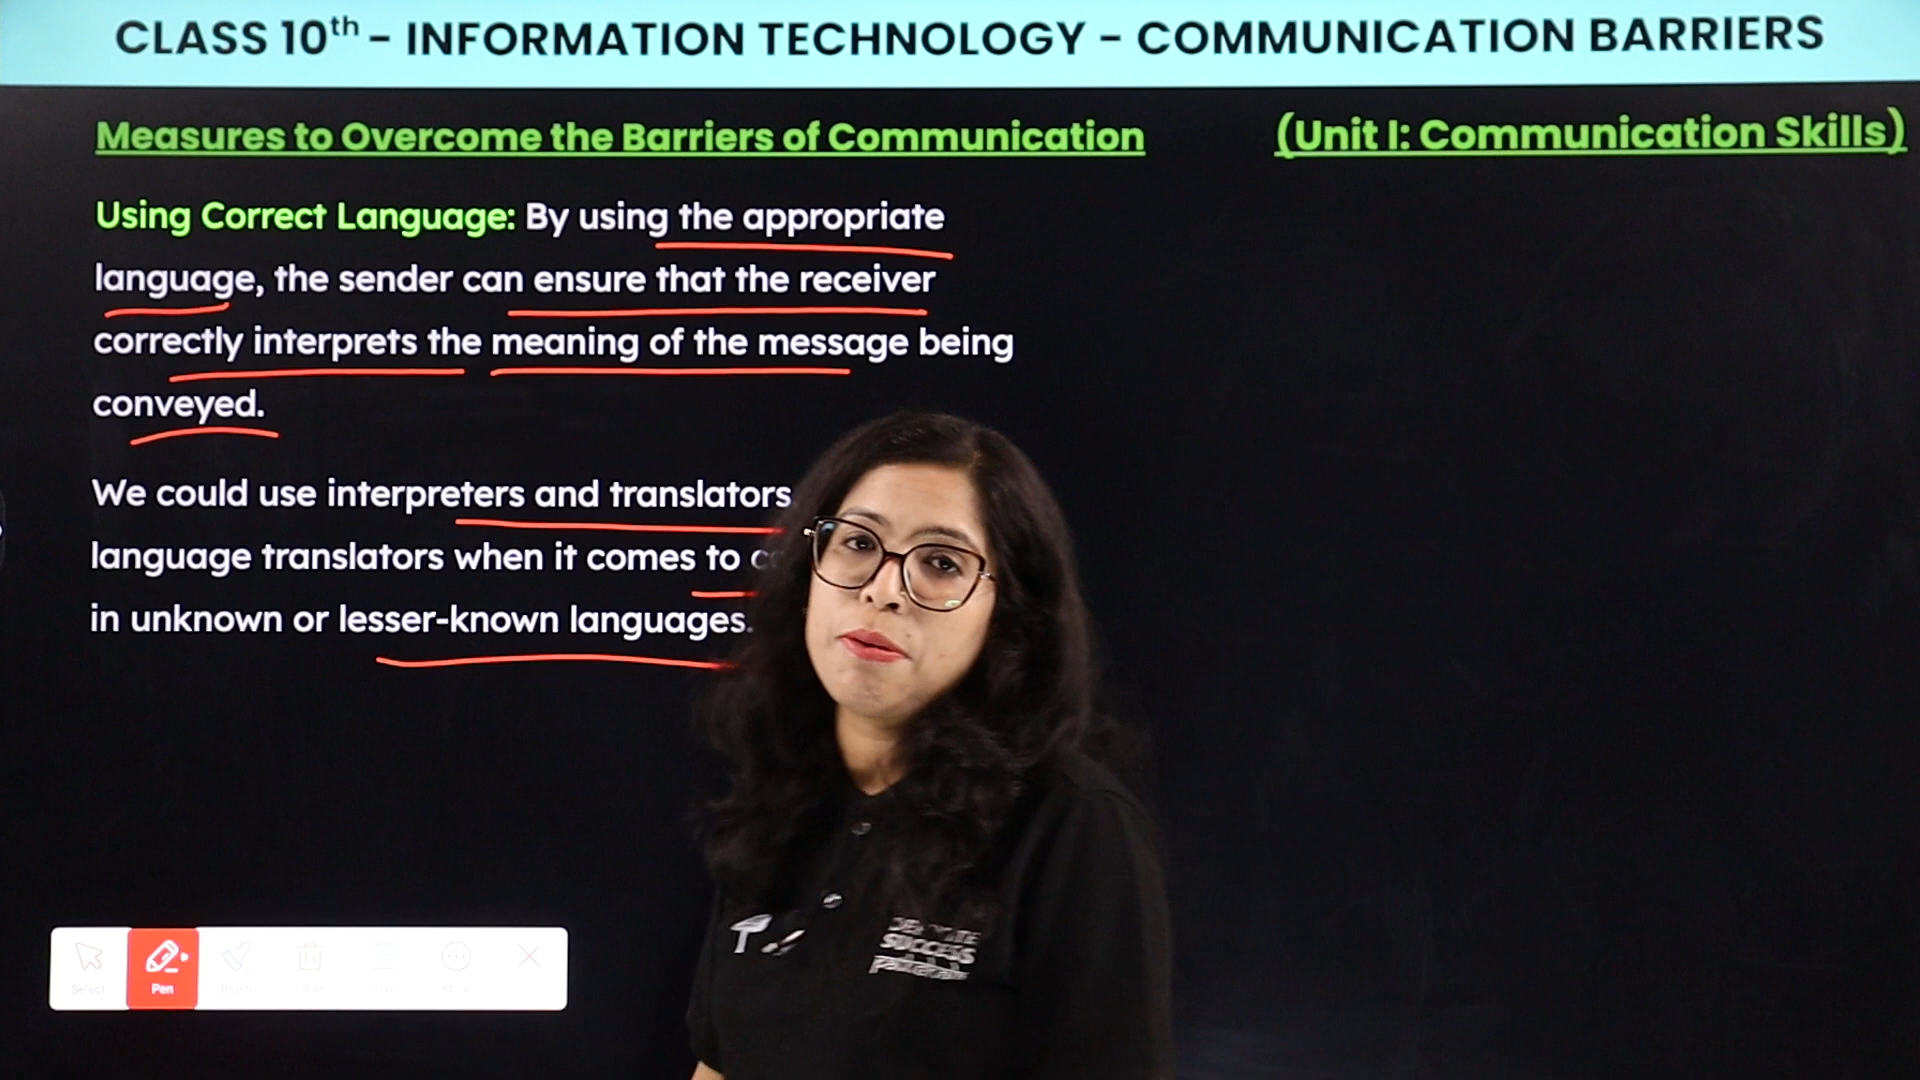 CLASS 10th - INFORMATION TECHNOLOGY - COMMUNICATION BARRIERS
Measures to Overcome the Barriers of Communication (Unit I: Communication Skills)
Using Correct Language: By using the appropriate
language, the sender can ensure that the receiver
correctly interprets the meaning of the message being
conveyed.
We could use interpreters and translators
language translators when it comes to
in unknown or lesser-known languages.
Select Pen
SUCCESS